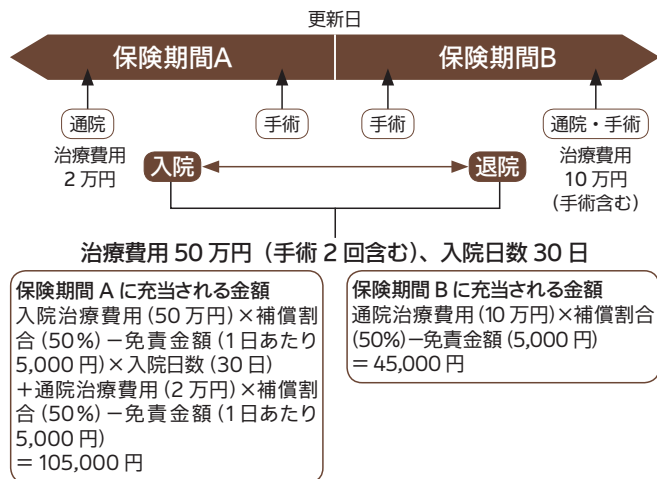 更新日
保険期間A
保険期間B
通院
手術
手術
通院・手術
治療費用
2 万円
入院
退院
治療費用
10 万円
(手術含む)
治療費用 50 万円（手術 2 回含む）、入院日数 30 日
保険期間 A に充当される金額
入院治療費用 (50 万円) ×補償割
合 (50%) −免責金額 (1日あたり
5,000 円) ×入院日数 (30 日)
＋通院治療費用 (2 万円) ×補償割
合 (50%) −免責金額 (1日あたり
5,000 円)
＝ 105,000 円
保険期間 B に充当される金額
通院治療費用 (10 万円) ×補償割合
(50%) −免責金額 (5,000 円)
＝ 45,000 円